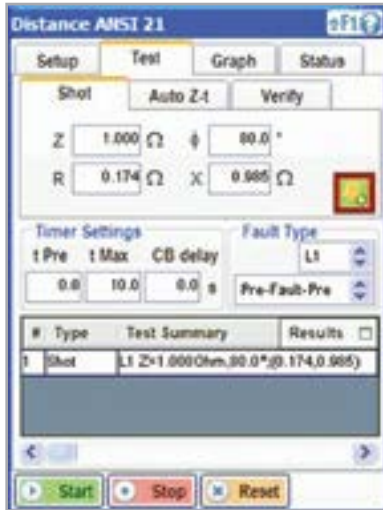 Distance ANSI 21 F1
Setup Test Graph Status
Shot Auto Z-t Verify
Z 1.000 Ω ϕ 80.0 °
R 0.174 Ω X 0.985 Ω
Timer Settings Fault Type
t Pre t Max CB delay L1
0.0 10.0 0.0 s Pre-Fault-Pre
# Type Test Summary Results
1 Shot L1 Z=1.000Ohm,80.0°;(0.174,0.985)
Start Stop Reset